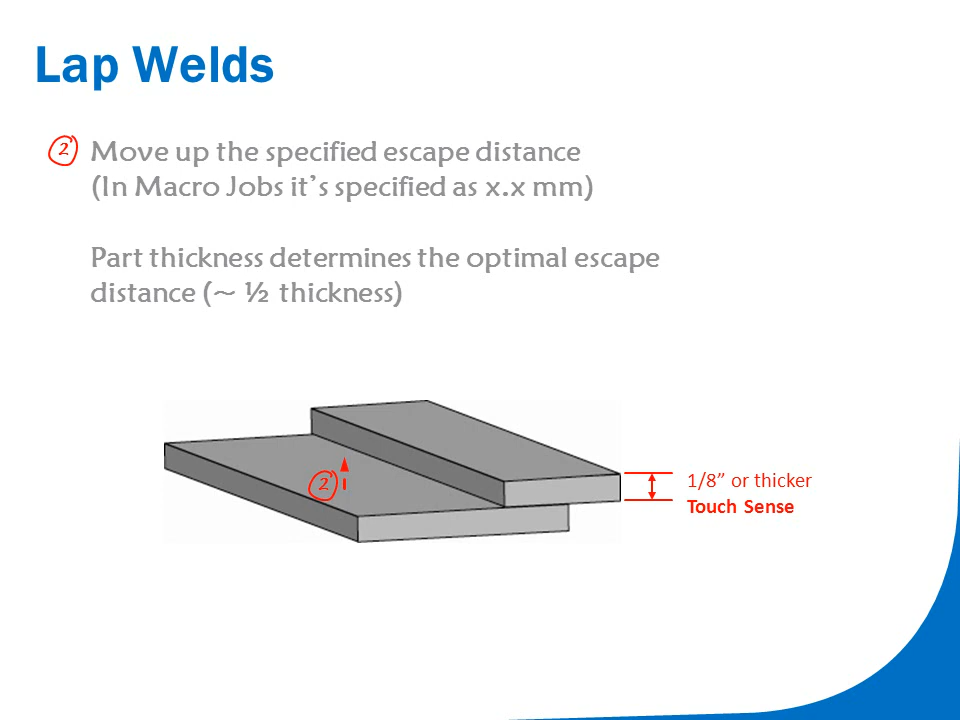 Lap Welds
2 Move up the specified escape distance
(In Macro Jobs it’s specified as x.x mm)
Part thickness determines the optimal escape
distance (~ ½ thickness)
2
1/8” or thicker
Touch Sense